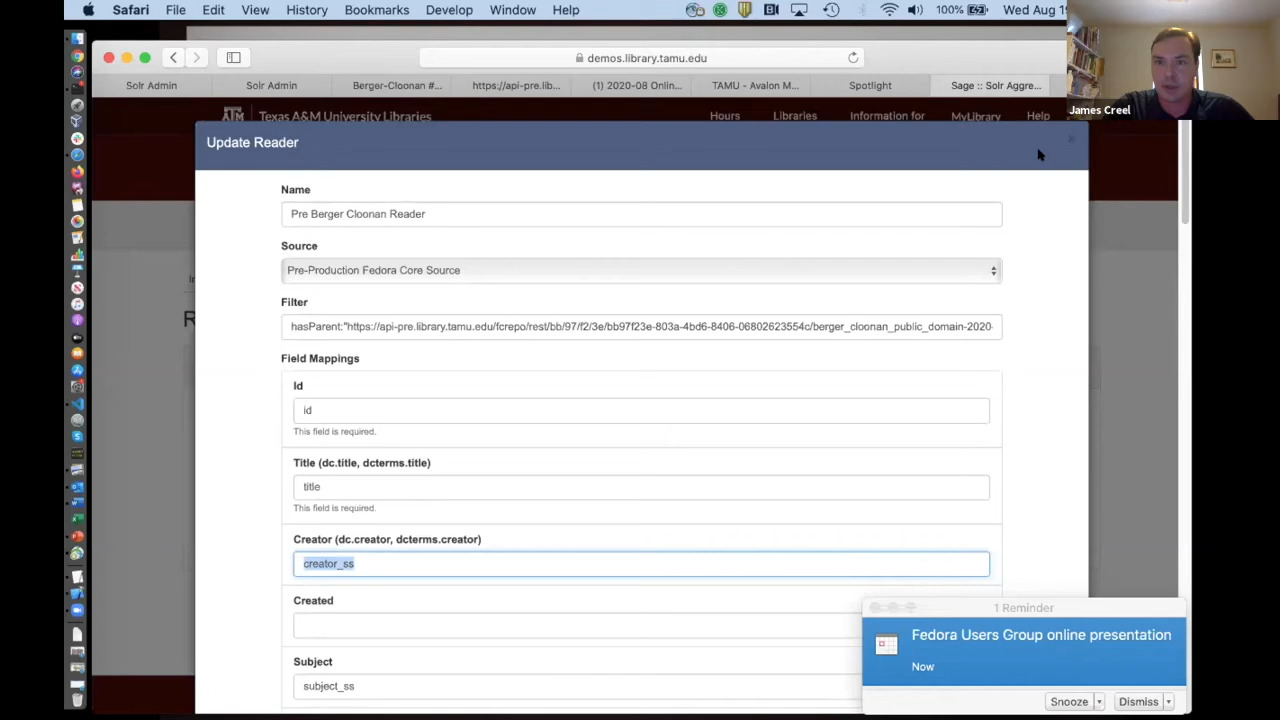 Safari File Edit View History Bookmarks Develop Window Help 100% Wed Aug 19
demos.library.tamu.edu
Solr Admin Solr Admin Berger-Cloonan #... https://api-pre.lib... (1) 2020-08 Onlin... TAMU - Avalon M... Spotlight Sage :: Solr Aggre...
James Creel
Texas A&M University Libraries Hours Libraries Information for MyLibrary Help
Update Reader
Name
Pre Berger Cloonan Reader
Source
Pre-Production Fedora Core Source
Filter
hasParent:"https://api-pre.library.tamu.edu/fcrepo/rest/bb/97/f2/3e/bb97f23e-803a-4bd6-8406-06802623554c/berger_cloonan_public_domain-2020-
Field Mappings
Id
id
This field is required.
Title (dc.title, dcterms.title)
title
This field is required.
Creator (dc.creator, dcterms.creator)
creator_ss
Created
Subject
subject_ss
1 Reminder
Fedora Users Group online presentation
Now
Snooze Dismiss